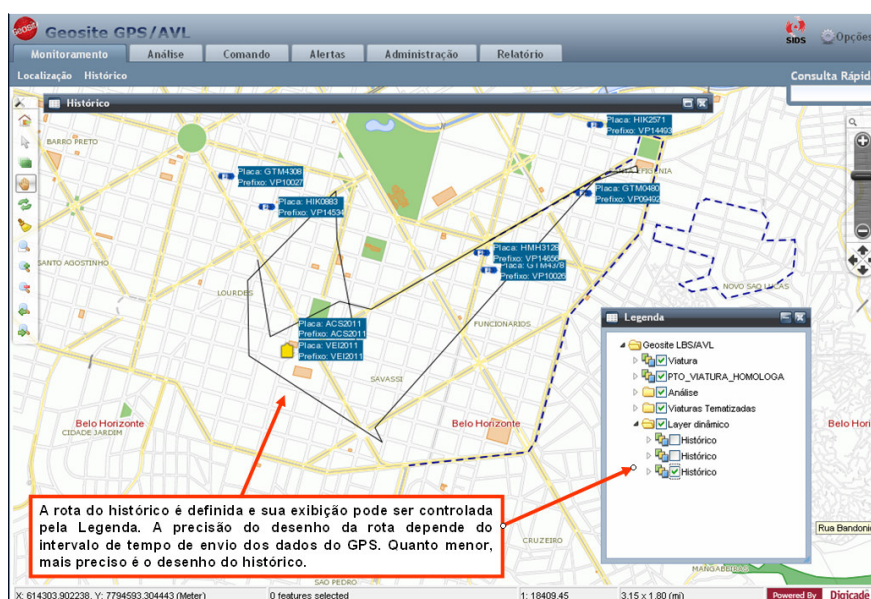 Geosite
Geosite GPS/AVL
SIDS
Opções
Monitoramento
Análise
Comando
Alertas
Administração
Relatório
Localização
Histórico
Consulta Rápid
Histórico
BARRO PRETO
Placa: HIK2571
Prefixo: VP14493
Placa: GTM4308
Prefixo: VP10027
Placa: GTM0480
Prefixo: VP09492
Placa: HIK0883
Prefixo: VP14534
Placa: HMH3128
Prefixo: VP14656
Placa: GTM4378
Prefixo: VP10026
SANTO AGOSTINHO
LOURDES
NOVO SAO LUCAS
FUNCIONARIOS
Placa: ACS2011
Prefixo: ACS2011
Placa: VEI2011
Prefixo: VEI2011
SAVASSI
Legenda
Geosite LBS/AVL
Viatura
PTO_VIATURA_HOMOLOGA
Análise
Viaturas Tematizadas
Layer dinâmico
Histórico
Histórico
Histórico
Belo Horizonte
CIDADE JARDIM
Belo Horizonte
Belo Hori
A rota do histórico é definida e sua exibição pode ser controlada
pela Legenda. A precisão do desenho da rota depende do
intervalo de tempo de envio dos dados do GPS. Quanto menor,
mais preciso é o desenho do histórico.
CRUZEIRO
Rua Bandonio
SAO PEDRO
X: 614303.902238, Y: 7794593.304443 (Meter)
0 features selected
1: 18409.45
3.15 x 1.80 (mi)
Powered By
Digicade